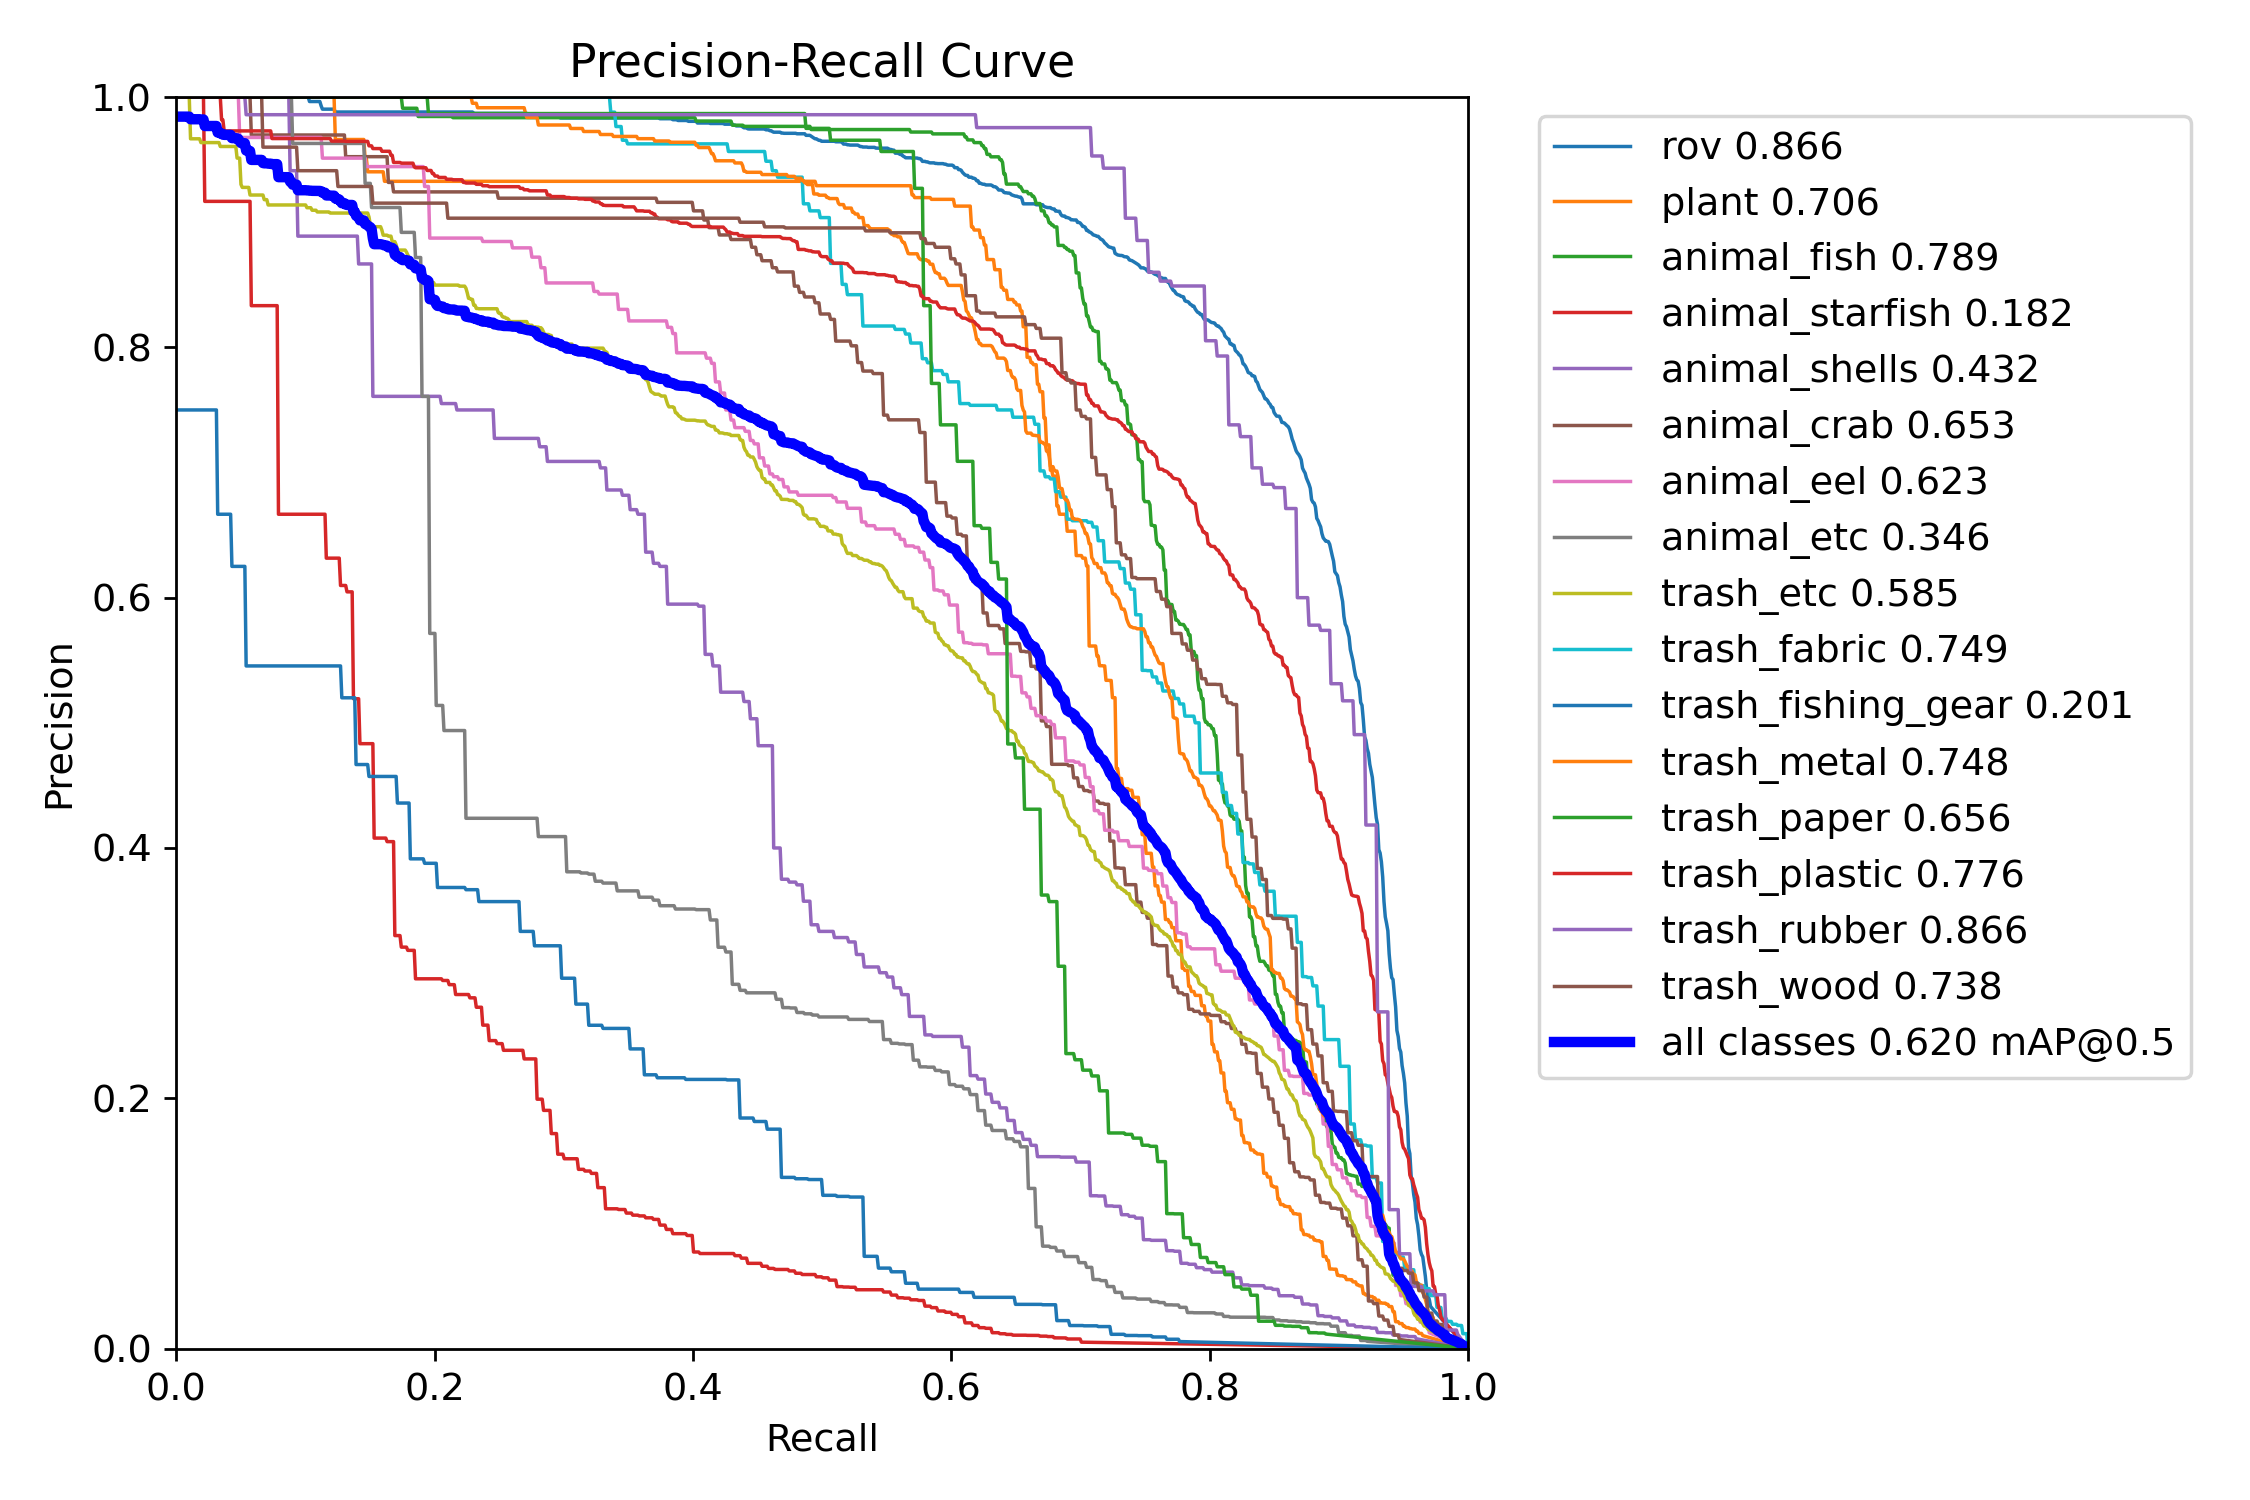 Precision-Recall Curve
1.0
0.8
0.6
0.4
0.2
0.0
Precision
0.0 0.2 0.4 0.6 0.8 1.0
Recall
rov 0.866
plant 0.706
animal_fish 0.789
animal_starfish 0.182
animal_shells 0.432
animal_crab 0.653
animal_eel 0.623
animal_etc 0.346
trash_etc 0.585
trash_fabric 0.749
trash_fishing_gear 0.201
trash_metal 0.748
trash_paper 0.656
trash_plastic 0.776
trash_rubber 0.866
trash_wood 0.738
all classes 0.620 mAP@0.5